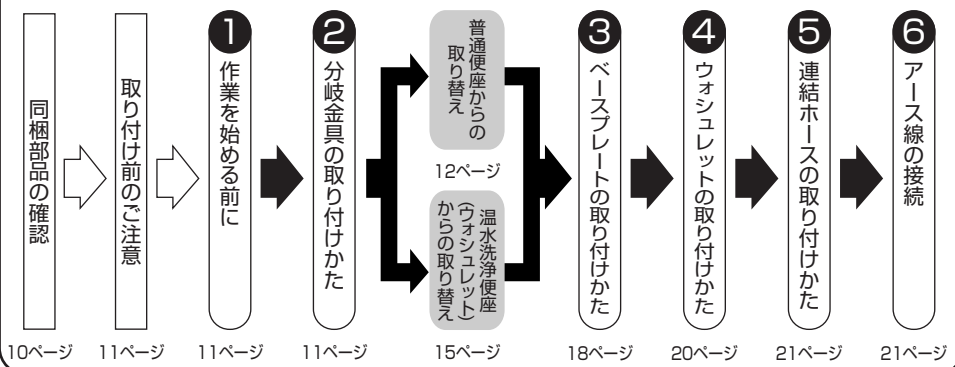 同梱部品の確認
10ページ
取り付け前のご注意
11ページ
1
作業を始める前に
11ページ
2
分岐金具の取り付けかた
11ページ
普通便座からの
取り替え
12ページ
温水洗浄便座
(ウォシュレット)
からの取り替え
15ページ
3
ベースプレートの取り付けかた
18ページ
4
ウォシュレットの取り付けかた
20ページ
5
連結ホースの取り付けかた
21ページ
6
アース線の接続
21ページ